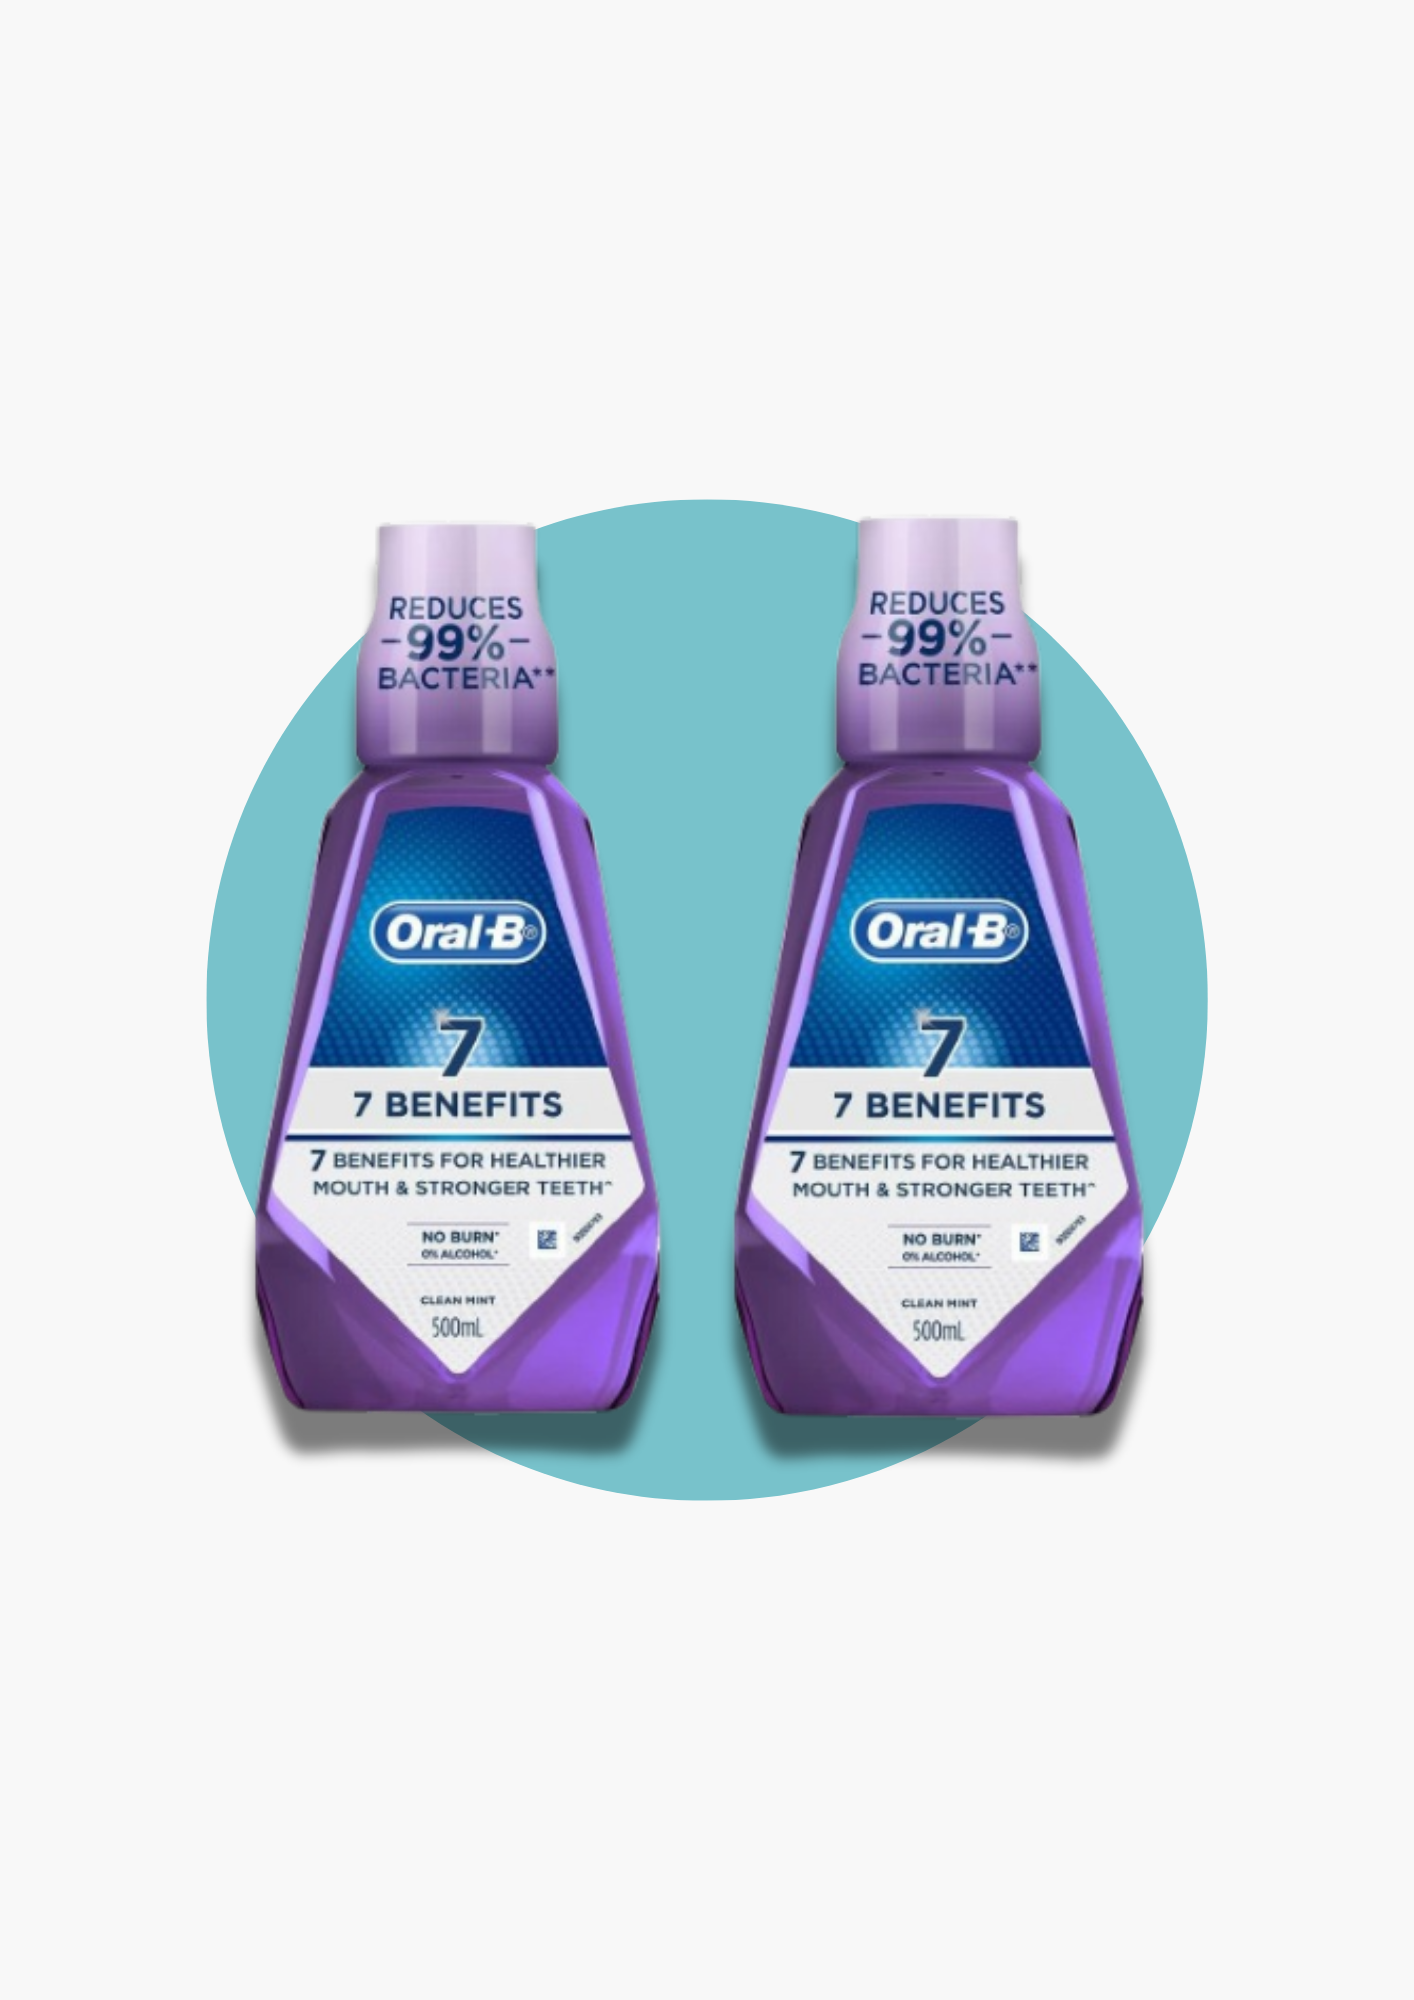 REDUCES
-99%-
BACTERIA**
Oral-B®
7
7 BENEFITS
7 BENEFITS FOR HEALTHIER
MOUTH & STRONGER TEETH^
NO BURN*
0% ALCOHOL*
CLEAN MINT
500mL
REDUCES
-99%-
BACTERIA**
Oral-B®
7
7 BENEFITS
7 BENEFITS FOR HEALTHIER
MOUTH & STRONGER TEETH^
NO BURN*
0% ALCOHOL*
CLEAN MINT
500mL